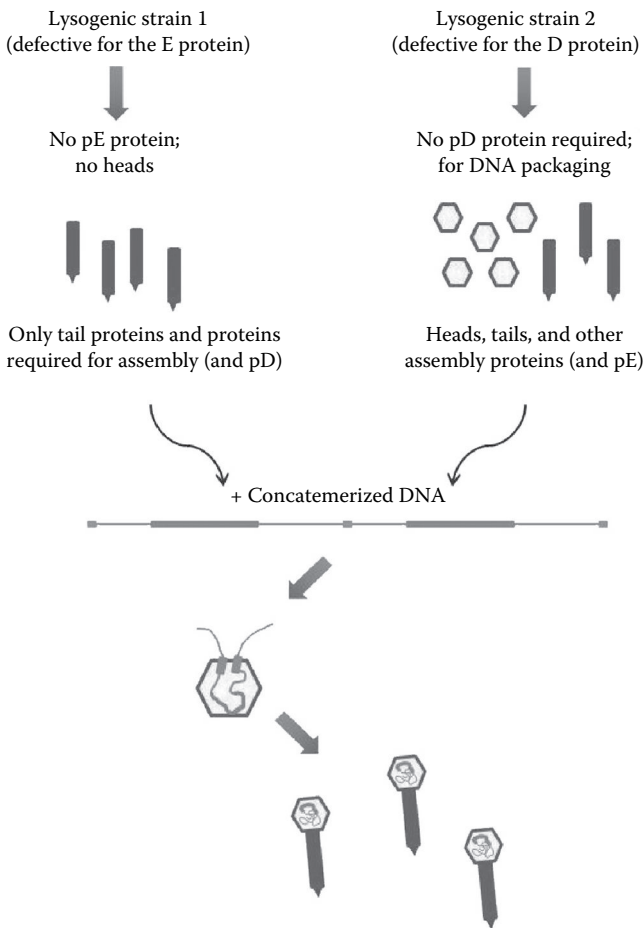 Lysogenic strain 1
(defective for the E protein)
Lysogenic strain 2
(defective for the D protein)
No pE protein;
no heads
No pD protein required;
for DNA packaging
Only tail proteins and proteins
required for assembly (and pD)
Heads, tails, and other
assembly proteins (and pE)
+ Concatemerized DNA